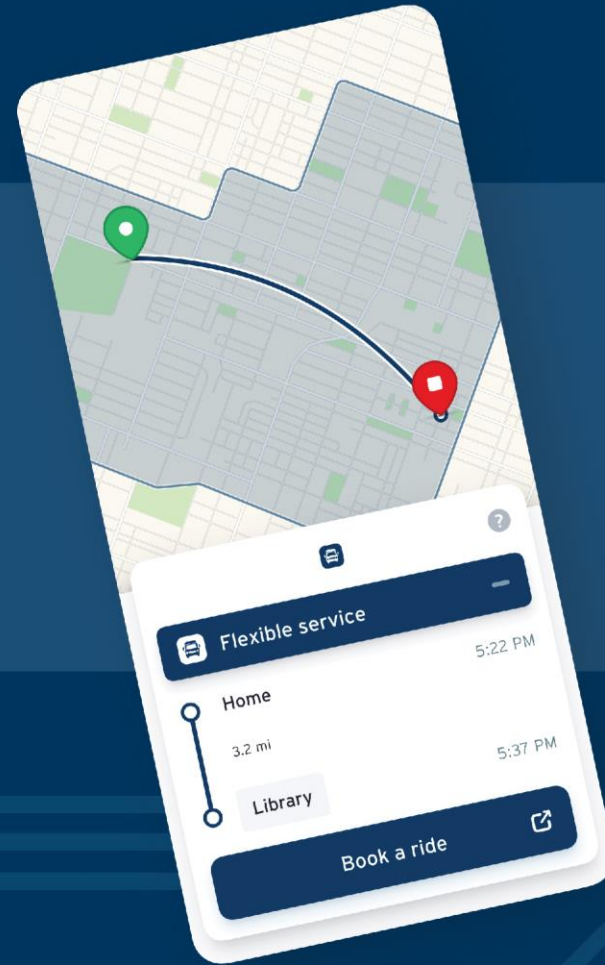 ?
Flexible service
Home
5:22 PM
3.2 mi
Library
5:37 PM
Book a ride